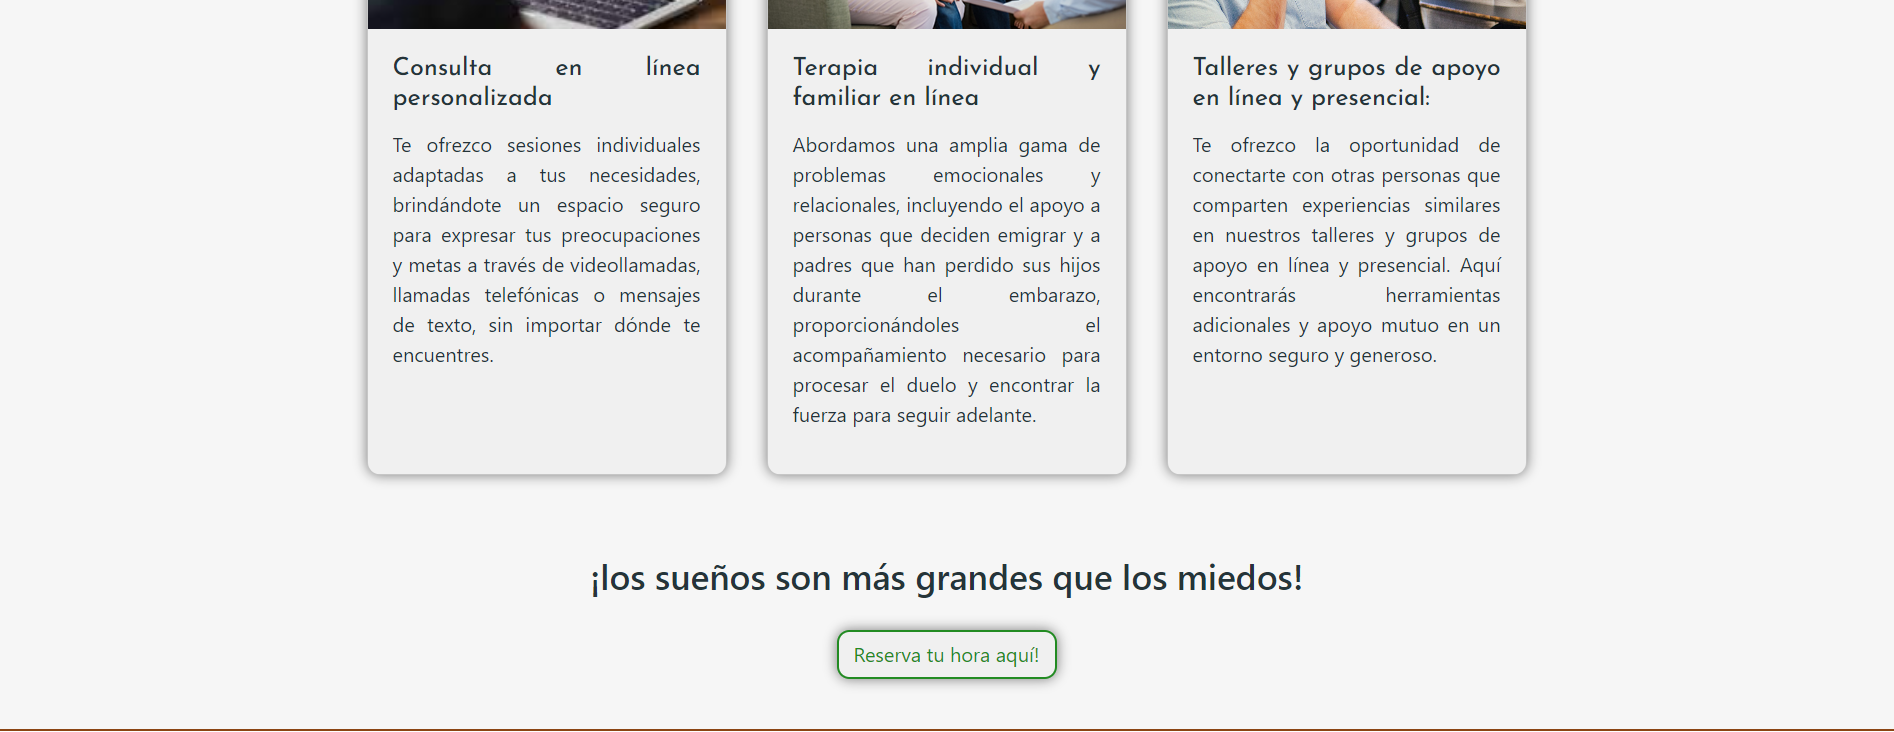 Consulta en línea
personalizada
Te ofrezco sesiones individuales
adaptadas a tus necesidades,
brindándote un espacio seguro
para expresar tus preocupaciones
y metas a través de videollamadas,
llamadas telefónicas o mensajes
de texto, sin importar dónde te
encuentres.
Terapia individual y
familiar en línea
Abordamos una amplia gama de
problemas emocionales y
relacionales, incluyendo el apoyo a
personas que deciden emigrar y a
padres que han perdido sus hijos
durante el embarazo,
proporcionándoles el
acompañamiento necesario para
procesar el duelo y encontrar la
fuerza para seguir adelante.
Talleres y grupos de apoyo
en línea y presencial:
Te ofrezco la oportunidad de
conectarte con otras personas que
comparten experiencias similares
en nuestros talleres y grupos de
apoyo en línea y presencial. Aquí
encontrarás herramientas
adicionales y apoyo mutuo en un
entorno seguro y generoso.
¡los sueños son más grandes que los miedos!
Reserva tu hora aquí!